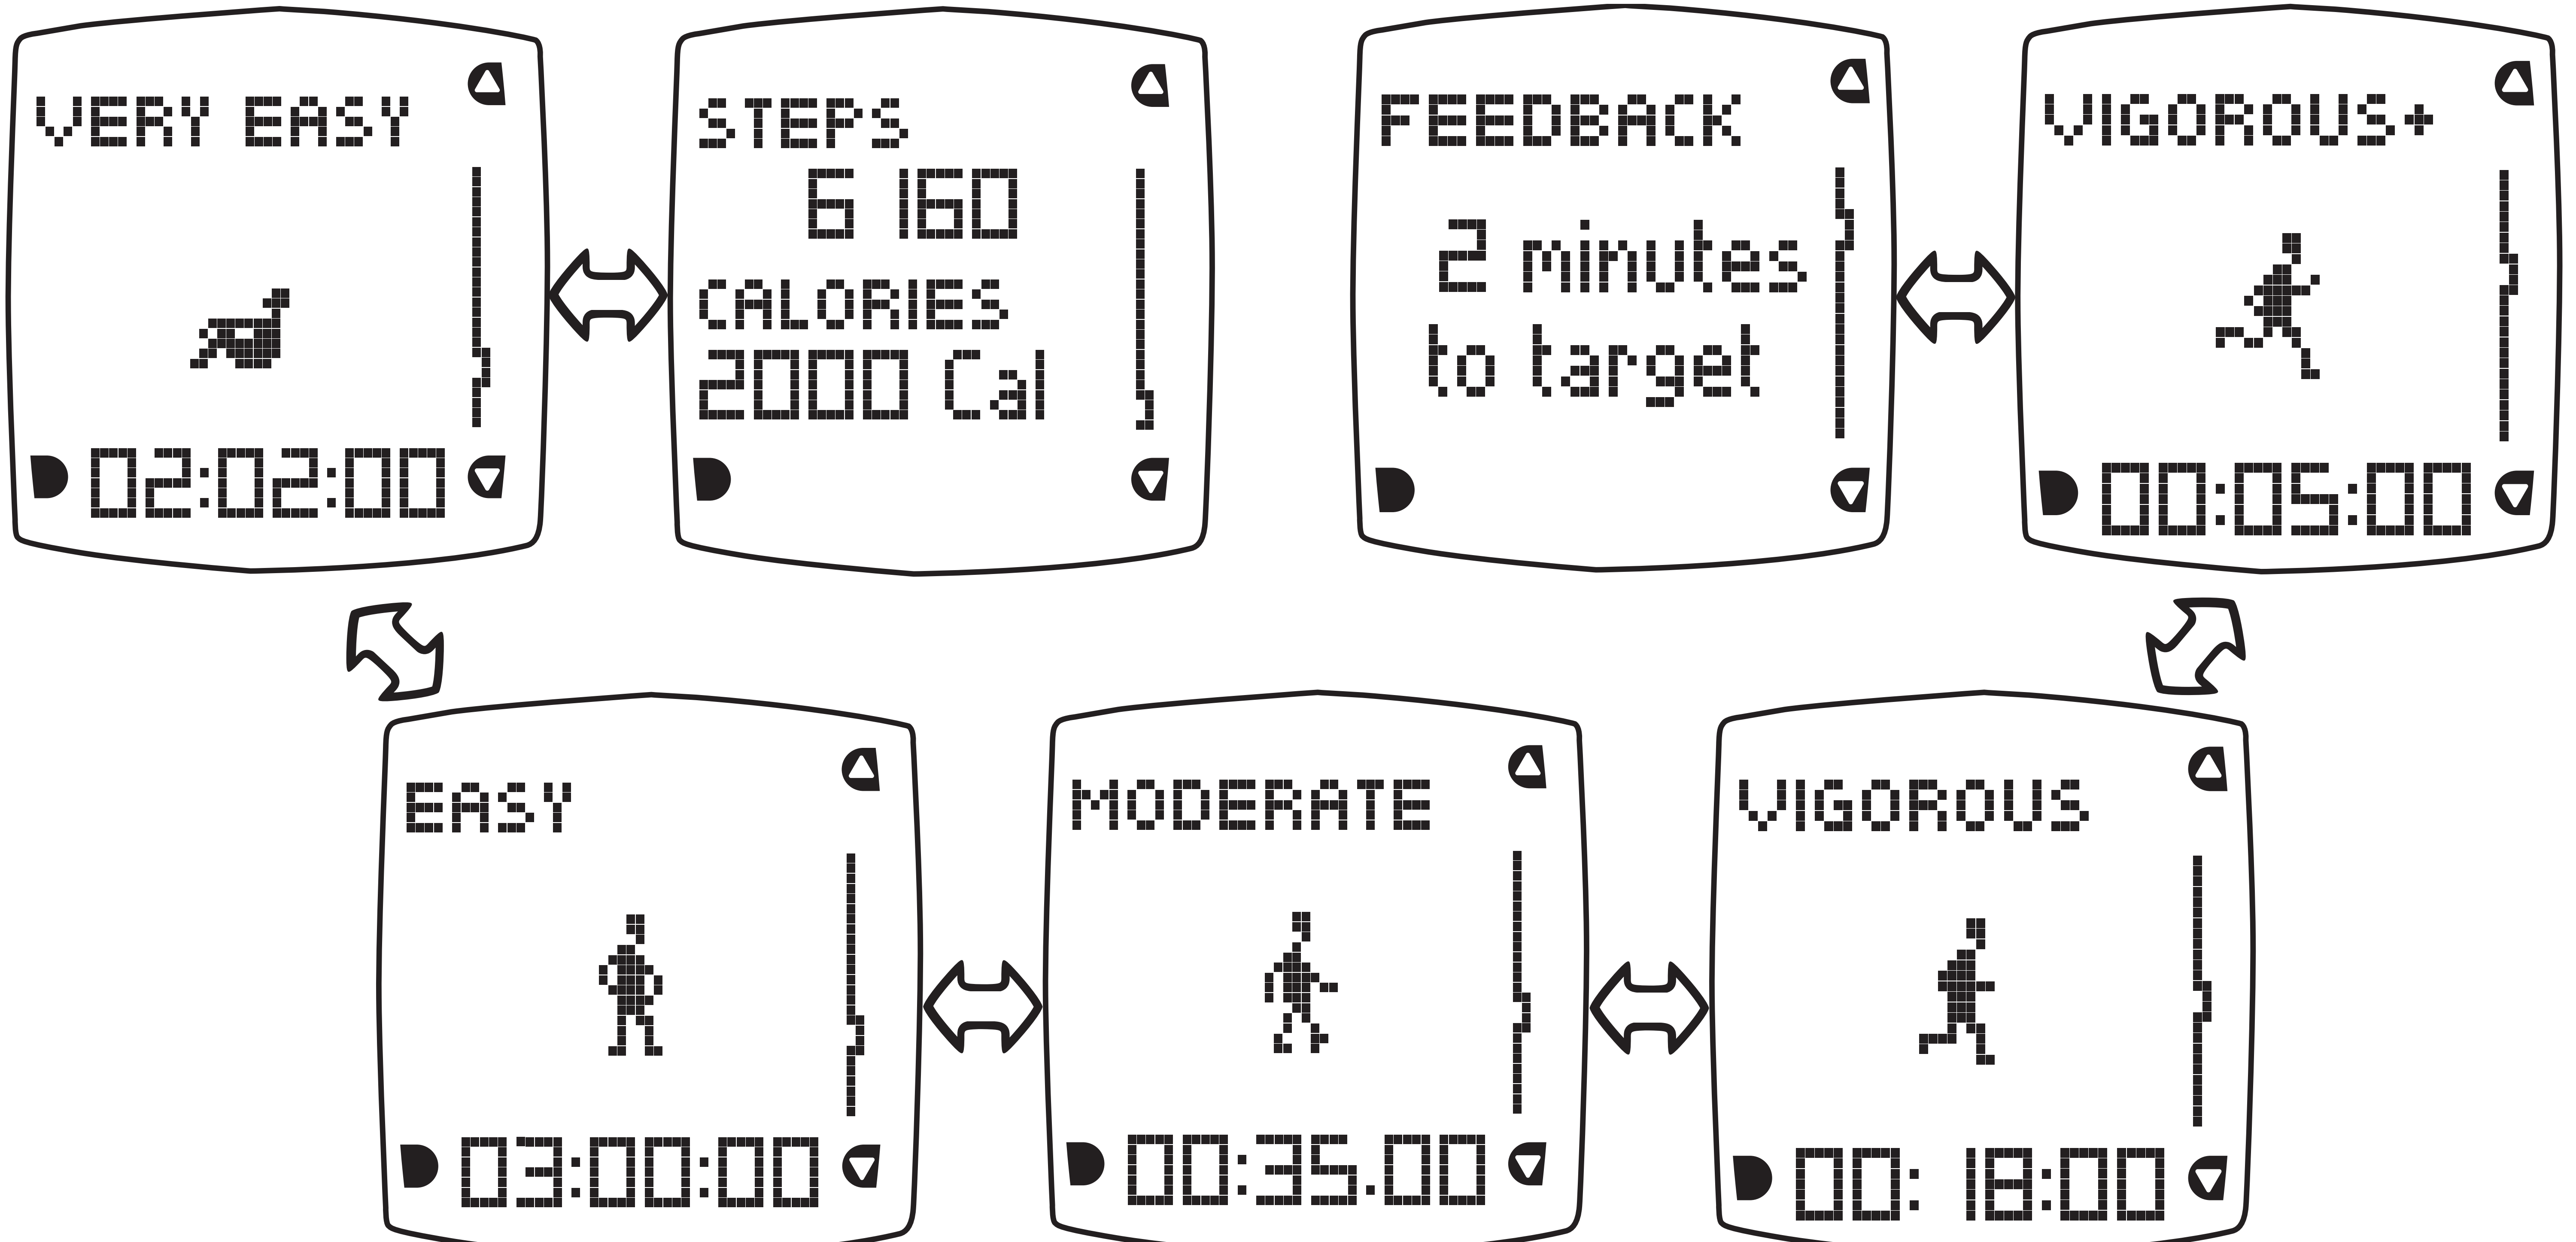 VERY EASY
02:02:00
STEPS
6 160
CALORIES
2000 Cal
FEEDBACK
2 minutes
to target
VIGOROUS+
00:05:00
EASY
03:00:00
MODERATE
00:35.00
VIGOROUS
00:18:00